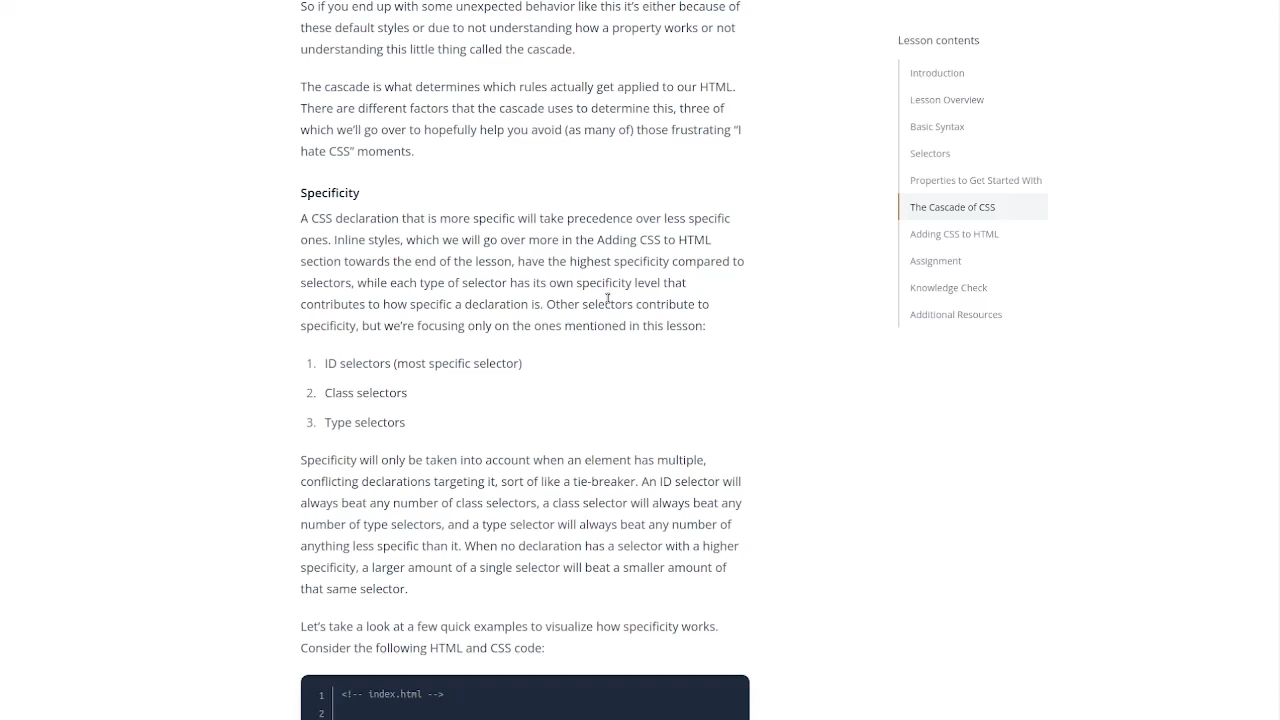 So if you end up with some unexpected behavior like this it’s either because of
these default styles or due to not understanding how a property works or not
understanding this little thing called the cascade.
The cascade is what determines which rules actually get applied to our HTML.
There are different factors that the cascade uses to determine this, three of
which we’ll go over to hopefully help you avoid (as many of) those frustrating “I
hate CSS” moments.
Specificity
A CSS declaration that is more specific will take precedence over less specific
ones. Inline styles, which we will go over more in the Adding CSS to HTML
section towards the end of the lesson, have the highest specificity compared to
selectors, while each type of selector has its own specificity level that
contributes to how specific a declaration is. Other selectors contribute to
specificity, but we’re focusing only on the ones mentioned in this lesson:
1. ID selectors (most specific selector)
2. Class selectors
3. Type selectors
Specificity will only be taken into account when an element has multiple,
conflicting declarations targeting it, sort of like a tie-breaker. An ID selector will
always beat any number of class selectors, a class selector will always beat any
number of type selectors, and a type selector will always beat any number of
anything less specific than it. When no declaration has a selector with a higher
specificity, a larger amount of a single selector will beat a smaller amount of
that same selector.
Let’s take a look at a few quick examples to visualize how specificity works.
Consider the following HTML and CSS code:
1 <!-- index.html -->
2
Lesson contents
Introduction
Lesson Overview
Basic Syntax
Selectors
Properties to Get Started With
The Cascade of CSS
Adding CSS to HTML
Assignment
Knowledge Check
Additional Resources